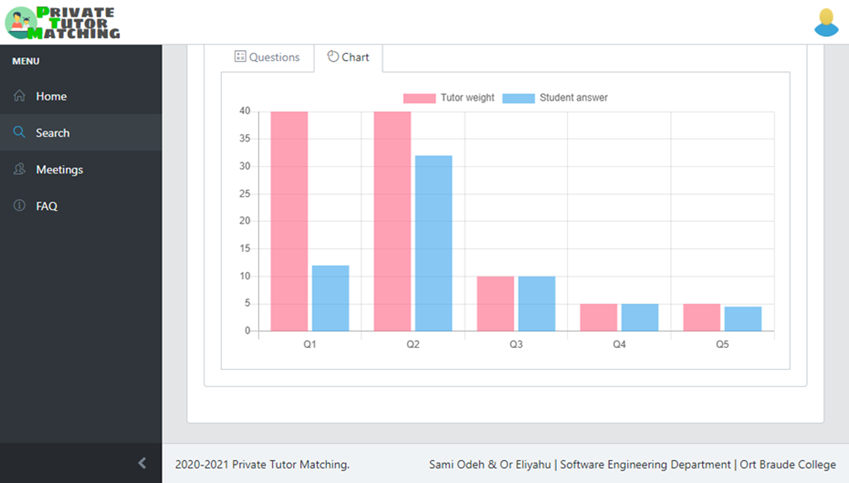 PRIVATE
TUTOR
MATCHING
MENU
Home
Search
Meetings
FAQ
Questions
Chart
Tutor weight
Student answer
40
35
30
25
20
15
10
5
0
Q1
Q2
Q3
Q4
Q5
2020-2021 Private Tutor Matching.
Sami Odeh & Or Eliyahu | Software Engineering Department | Ort Braude College